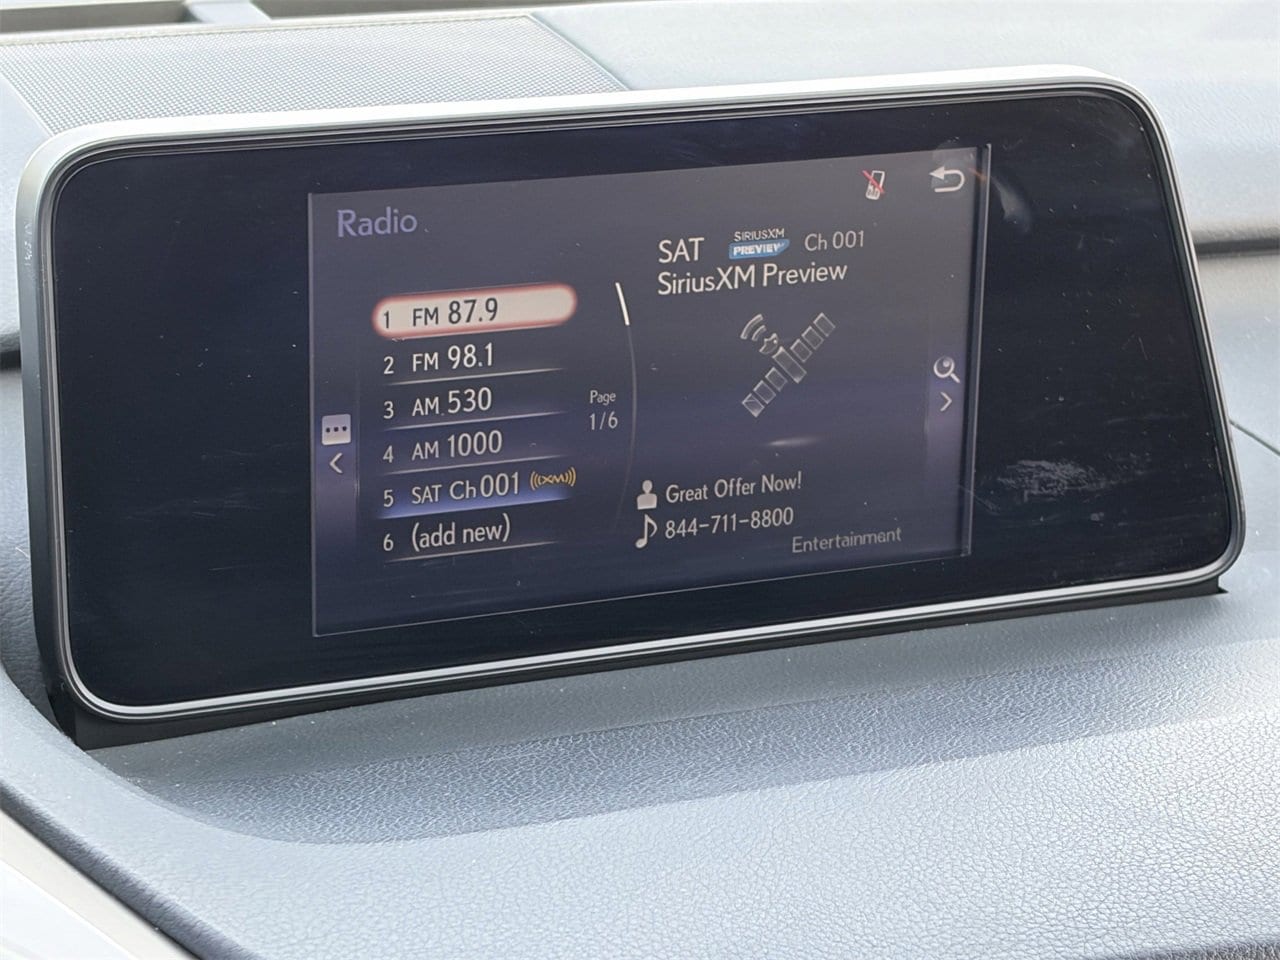 Radio
1 FM 87.9
2 FM 98.1
3 AM 530
4 AM 1000
5 SAT Ch 001 ((XM))
6 (add new)
Page
1/6
SAT SIRIUSXM PREVIEW Ch 001
SiriusXM Preview
Great Offer Now!
844-711-8800
Entertainment